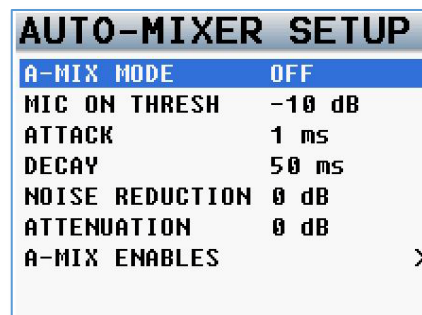 AUTO-MIXER SETUP
A-MIX MODE OFF
MIC ON THRESH -10 dB
ATTACK 1 ms
DECAY 50 ms
NOISE REDUCTION 0 dB
ATTENUATION 0 dB
A-MIX ENABLES >